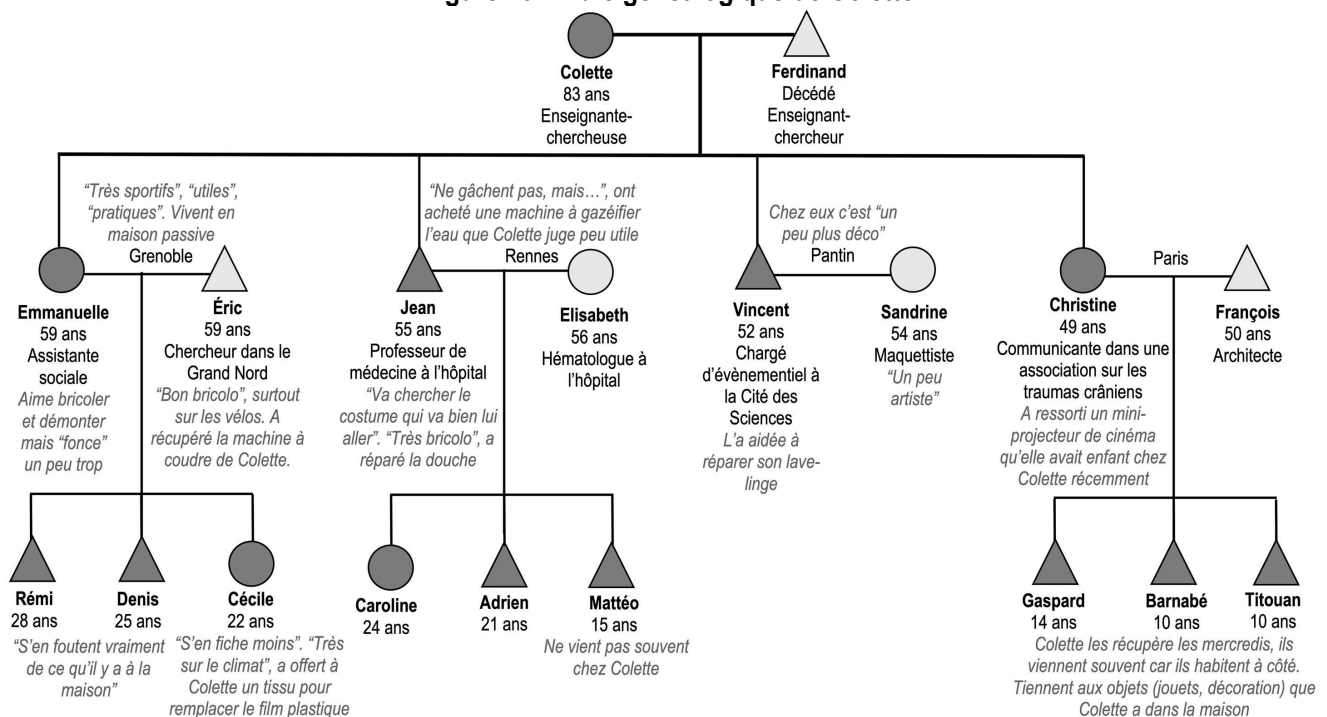 généalogique de Colette
Colette
83 ans
Enseignante-
chercheuse
Ferdinand
Décédé
Enseignant-
chercheur
“Très sportifs”, “utiles”,
“pratiques”. Vivent en
maison passive
Grenoble
“Ne gâchent pas, mais…”, ont
acheté une machine à gazéifier
l’eau que Colette juge peu utile
Rennes
Chez eux c’est “un
peu plus déco”
Pantin
Paris
Emmanuelle
59 ans
Assistante
sociale
Aime bricoler
et démonter
mais “fonce”
un peu trop
Éric
59 ans
Chercheur dans le
Grand Nord
“Bon bricolo”, surtout
sur les vélos. A
récupéré la machine à
coudre de Colette.
Jean
55 ans
Professeur de
médecine à l’hôpital
“Va chercher le
costume qui va bien lui
aller”. “Très bricolo”, a
réparé la douche
Elisabeth
56 ans
Hématologue à
l’hôpital
Vincent
52 ans
Chargé
d’évènementiel à
la Cité des
Sciences
L’a aidée à
réparer son lave-
linge
Sandrine
54 ans
Maquettiste
“Un peu
artiste”
Christine
49 ans
Communicante dans une
association sur les
traumas crâniens
A ressorti un mini-
projecteur de cinéma
qu’elle avait enfant chez
Colette récemment
François
50 ans
Architecte
Rémi
28 ans
Denis
25 ans
“S’en foutent vraiment
de ce qu’il y a à la
maison”
Cécile
22 ans
“S’en fiche moins”. “Très
sur le climat”, a offert à
Colette un tissu pour
remplacer le film plastique
Caroline
24 ans
Adrien
21 ans
Mattéo
15 ans
Ne vient pas souvent
chez Colette
Gaspard
14 ans
Barnabé
10 ans
Titouan
10 ans
Colette les récupère les mercredis, ils
viennent souvent car ils habitent à côté.
Tiennent aux objets (jouets, décoration) que
Colette a dans la maison